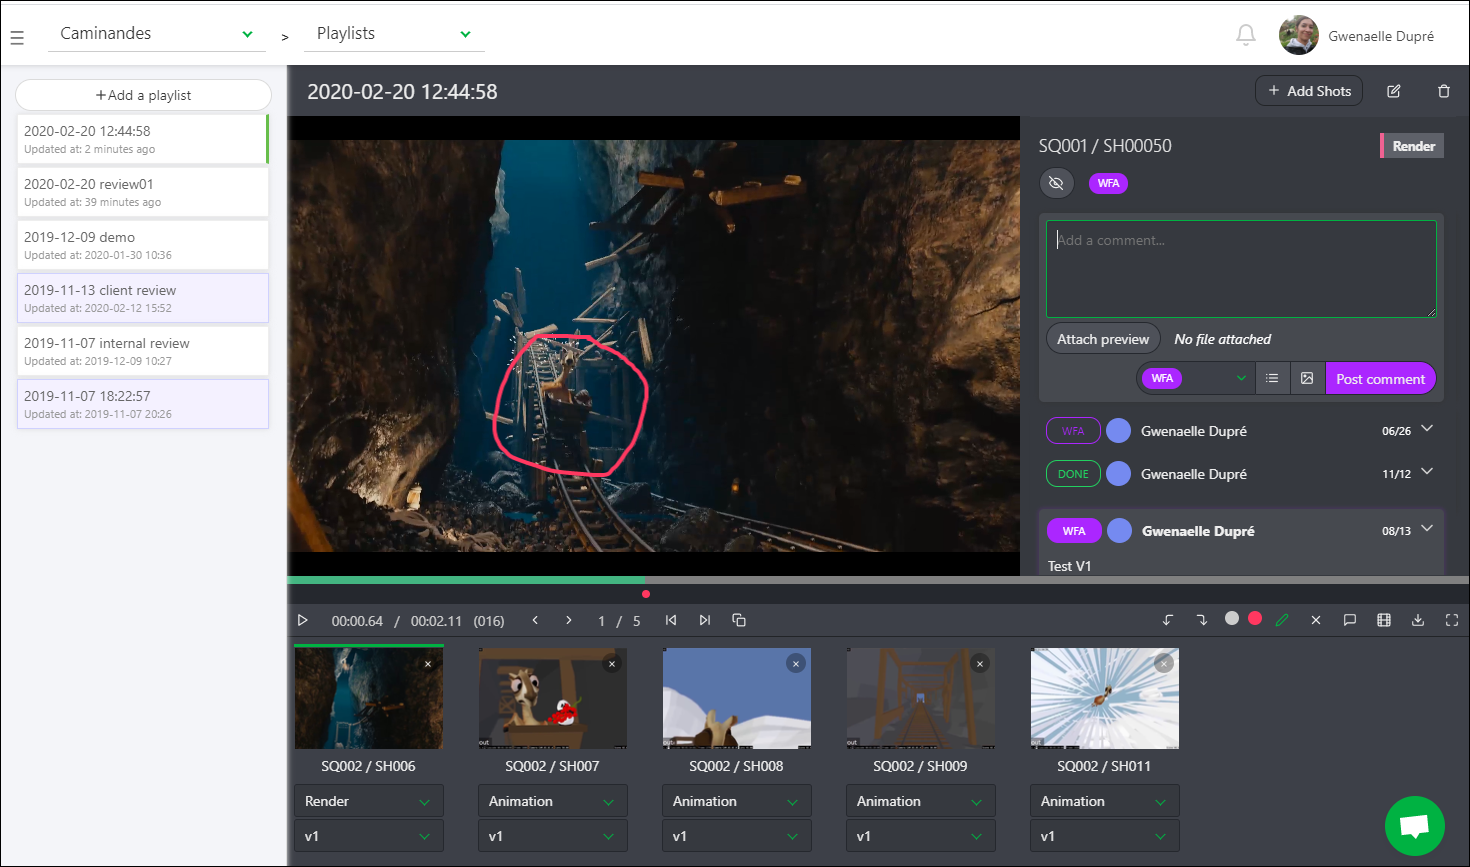 Caminandes
>
Playlists
Gwenaelle Dupré
+Add a playlist
2020-02-20 12:44:58
Updated at: 2 minutes ago
2020-02-20 review01
Updated at: 39 minutes ago
2019-12-09 demo
Updated at: 2020-01-30 10:36
2019-11-13 client review
Updated at: 2020-02-12 15:52
2019-11-07 internal review
Updated at: 2019-12-09 10:27
2019-11-07 18:22:57
Updated at: 2019-11-07 20:26
2020-02-20 12:44:58
+ Add Shots
SQ001 / SH00050
Render
WFA
Add a comment...
Attach preview No file attached
WFA Post comment
WFA Gwenaelle Dupré 06/26
DONE Gwenaelle Dupré 11/12
WFA Gwenaelle Dupré 08/13
Test V1
00:00.64 / 00:02.11 (016) 1 / 5
out out out out
SQ002 / SH006 SQ002 / SH007 SQ002 / SH008 SQ002 / SH009 SQ002 / SH011
Render Animation Animation Animation Animation
v1 v1 v1 v1 v1